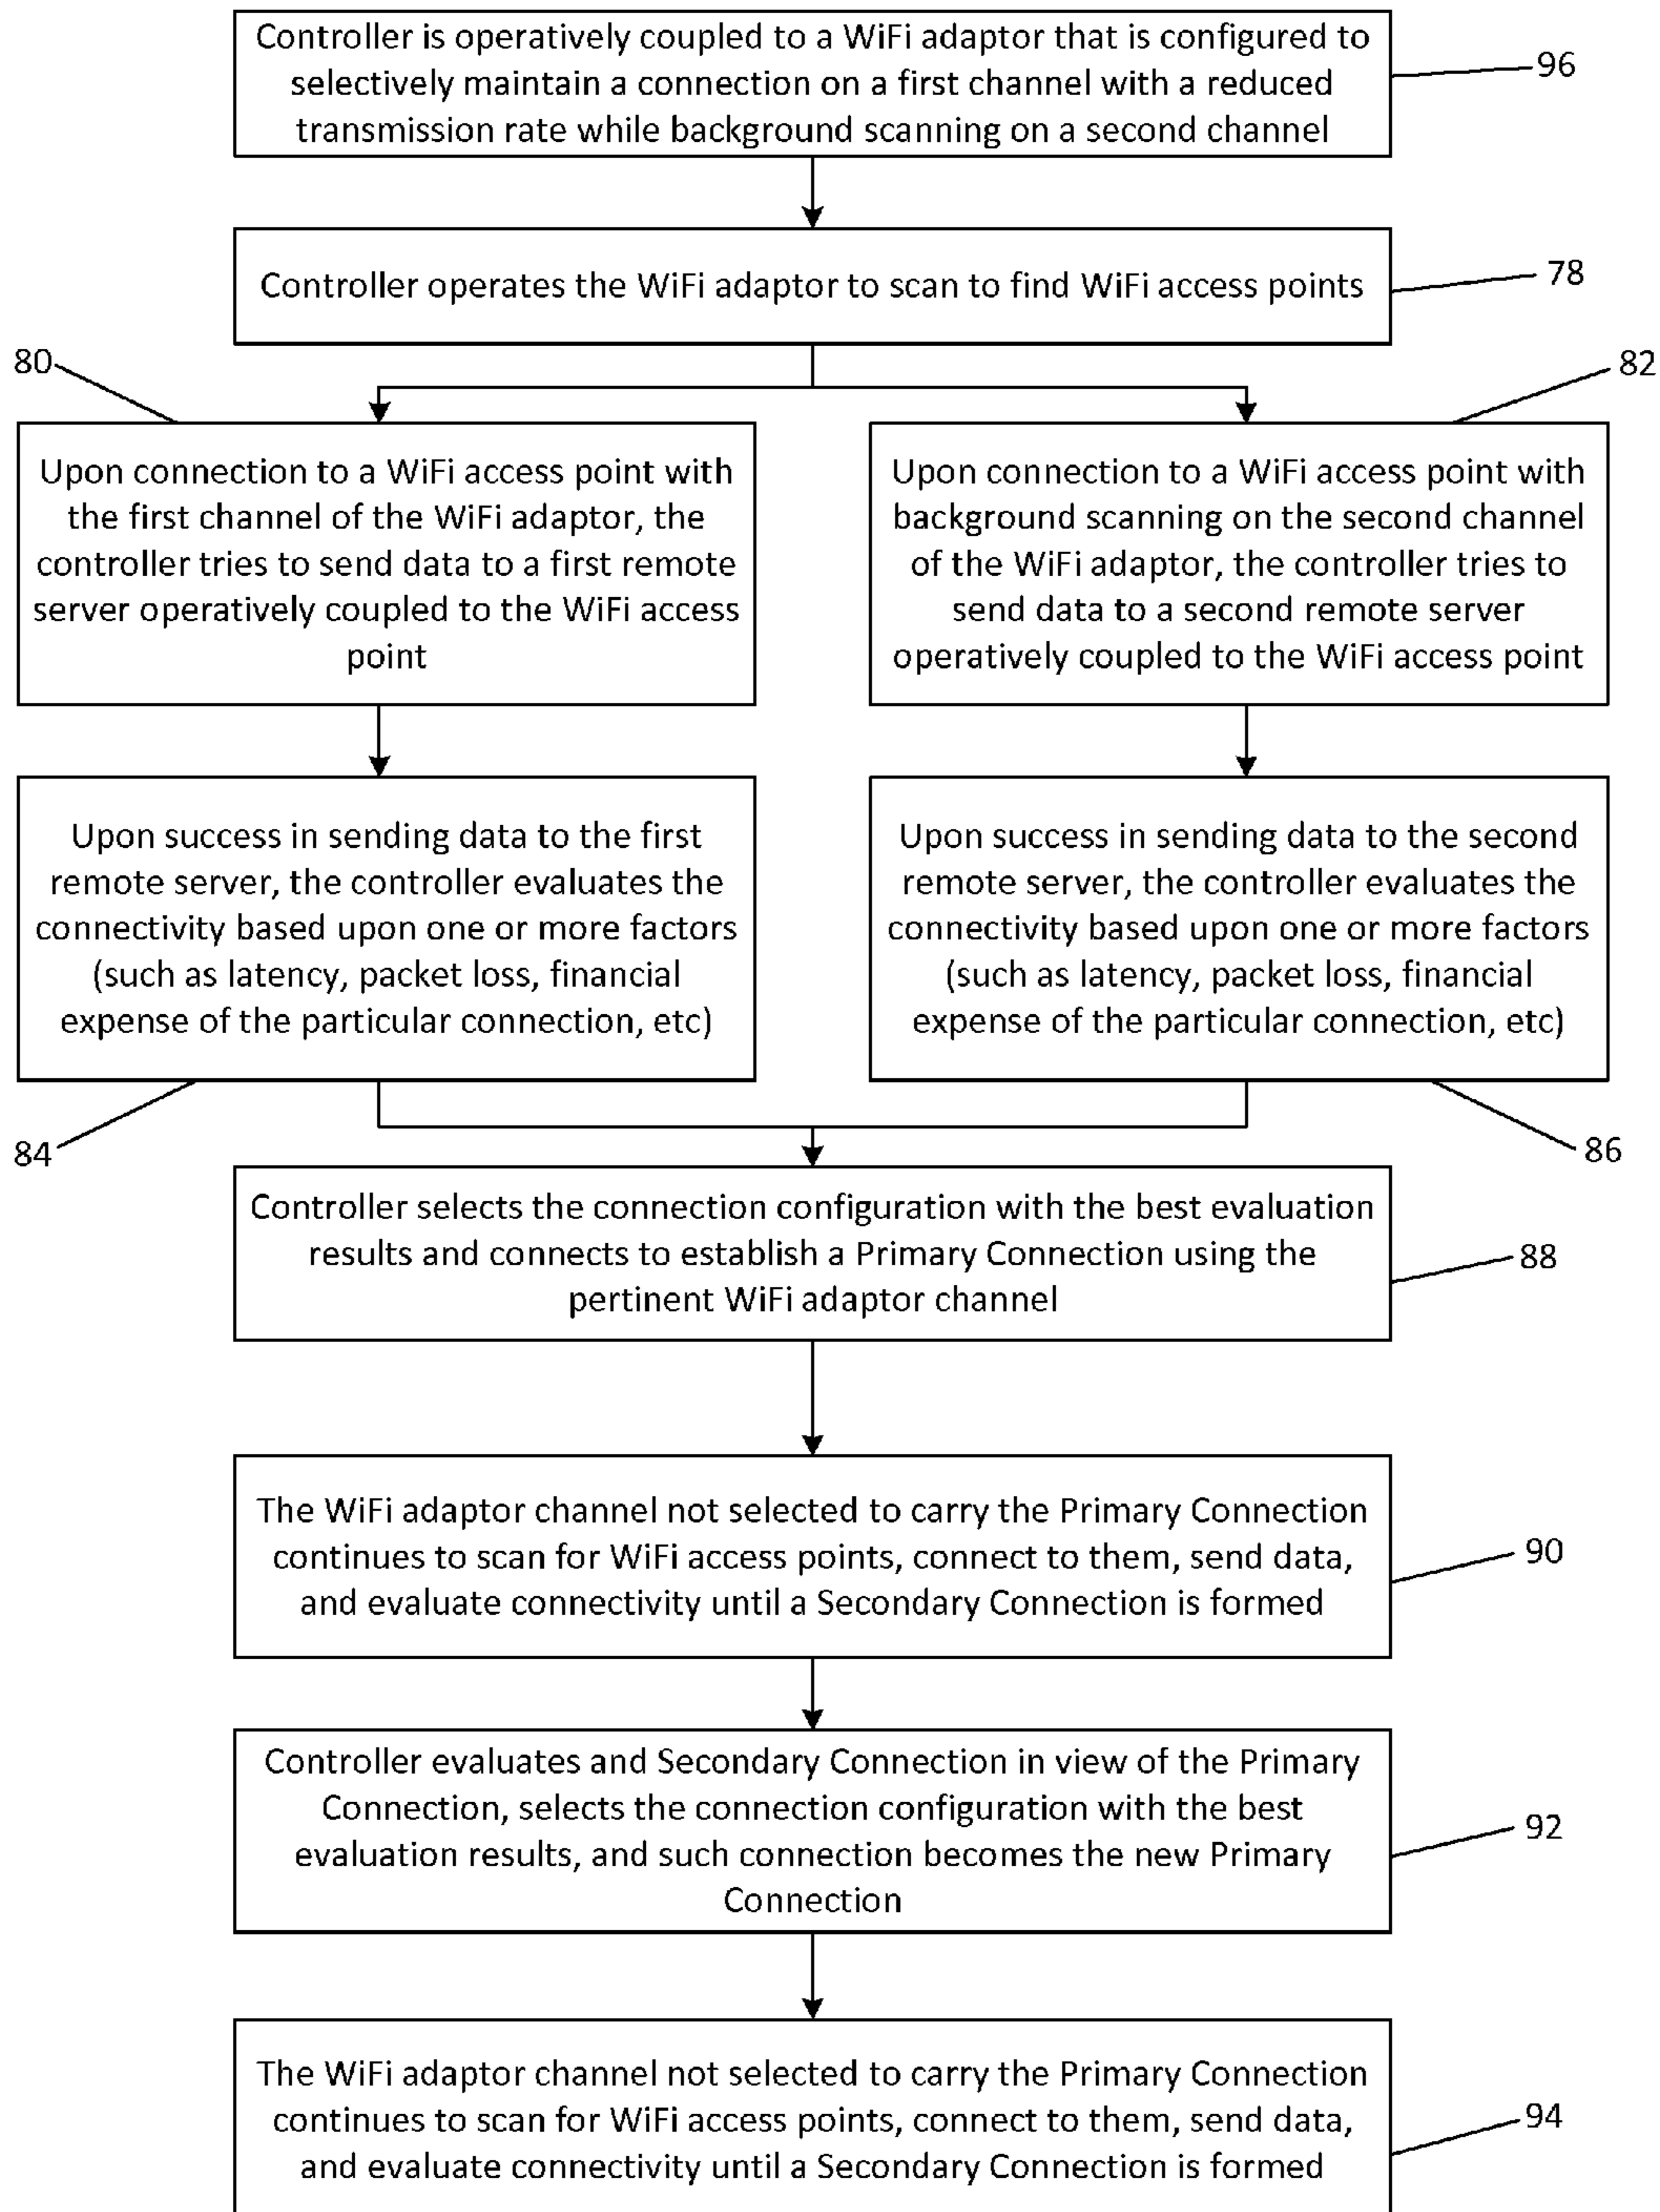 Controller is operatively coupled to a WiFi adaptor that is configured to
selectively maintain a connection on a first channel with a reduced
transmission rate while background scanning on a second channel
96
Controller operates the WiFi adaptor to scan to find WiFi access points
78
80
82
Upon connection to a WiFi access point with
the first channel of the WiFi adaptor, the
controller tries to send data to a first remote
server operatively coupled to the WiFi access
point
Upon connection to a WiFi access point with
background scanning on the second channel
of the WiFi adaptor, the controller tries to
send data to a second remote server
operatively coupled to the WiFi access point
Upon success in sending data to the first
remote server, the controller evaluates the
connectivity based upon one or more factors
(such as latency, packet loss, financial
expense of the particular connection, etc)
Upon success in sending data to the second
remote server, the controller evaluates the
connectivity based upon one or more factors
(such as latency, packet loss, financial
expense of the particular connection, etc)
84
86
Controller selects the connection configuration with the best evaluation
results and connects to establish a Primary Connection using the
pertinent WiFi adaptor channel
88
The WiFi adaptor channel not selected to carry the Primary Connection
continues to scan for WiFi access points, connect to them, send data,
and evaluate connectivity until a Secondary Connection is formed
90
Controller evaluates and Secondary Connection in view of the Primary
Connection, selects the connection configuration with the best
evaluation results, and such connection becomes the new Primary
Connection
92
The WiFi adaptor channel not selected to carry the Primary Connection
continues to scan for WiFi access points, connect to them, send data,
and evaluate connectivity until a Secondary Connection is formed
94